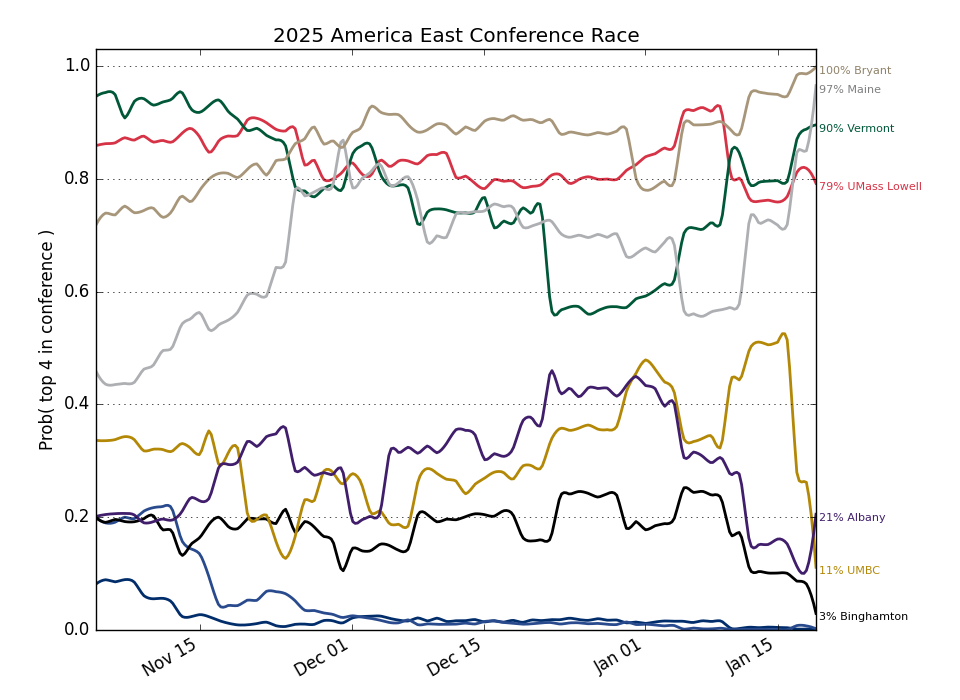 2025 America East Conference Race
1.0
0.8
0.6
0.4
0.2
0.0
Prob( top 4 in conference )
Nov 15
Dec 01
Dec 15
Jan 01
Jan 15
100% Bryant
97% Maine
90% Vermont
79% UMass Lowell
21% Albany
11% UMBC
3% Binghamton